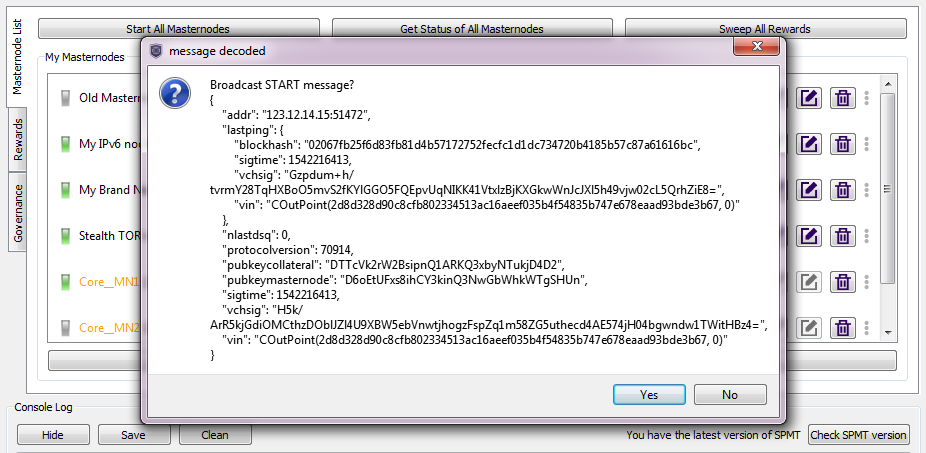 Masternode List
Rewards
Governance
Start All Masternodes
Get Status of All Masternodes
Sweep All Rewards
My Masternodes
Old Mastern
My IPv6 noo
My Brand N
Stealth TOR
Core__MN1
Core__MN2
message decoded
Broadcast START message?
{
"addr": "123.12.14.15:51472",
"lastping": {
"blockhash": "02067fb25f6d83fb81d4b57172752fecfc1d1dc734720b4185b57c87a61616bc",
"sigtime": 1542216413,
"vchsig": "Gzpdum+h/
tvrmY28TqHXBoO5mvS2fKYIGGO5FQEpvUqNIKK41VtxIzBjKXGkwWnJcJXI5h49vjw02cL5QrhZiE8=",
"vin": "COutPoint(2d8d328d90c8cfb802334513ac16aeef035b4f54835b747e678eaad93bde3b67, 0)"
},
"nlastdsq": 0,
"protocolversion": 70914,
"pubkeycollateral": "DTTcVk2rW2BsipnQ1ARKQ3xbyNTukjD4D2",
"pubkeymasternode": "D6oEtUFxs8ihCY3kinQ3NwGbWhkWTgSHUn",
"sigtime": 1542216413,
"vchsig": "H5k/
ArR5kjGdiOMCthzDObIJZl4U9XBW5ebVnwtjhogzFspZq1m58ZG5uthecd4AE574jH04bgwndw1TWitHBz4=",
"vin": "COutPoint(2d8d328d90c8cfb802334513ac16aeef035b4f54835b747e678eaad93bde3b67, 0)"
}
Yes
No
Console Log
Hide
Save
Clean
You have the latest version of SPMT
Check SPMT version